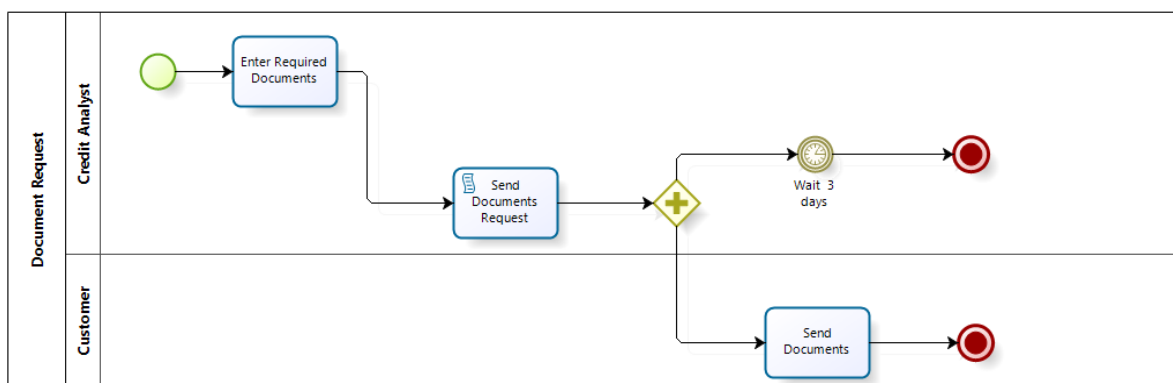 Document Request
Credit Analyst
Enter Required
Documents
Send
Documents
Request
Wait 3
days
Customer
Send
Documents